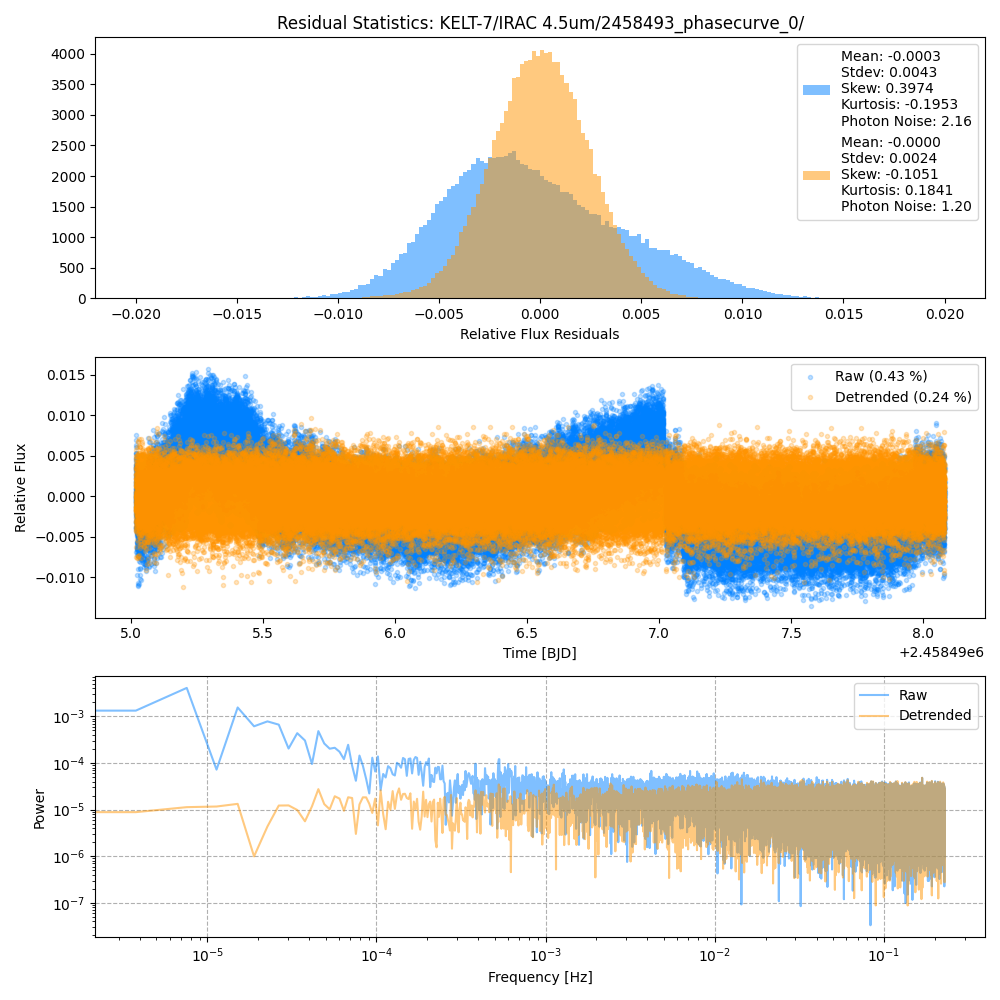 Residual Statistics: KELT-7/IRAC 4.5um/2458493_phasecurve_0/
4000
3500
3000
2500
2000
1500
1000
500
0
Mean: -0.0003
Stdev: 0.0043
Skew: 0.3974
Kurtosis: -0.1953
Photon Noise: 2.16
Mean: -0.0000
Stdev: 0.0024
Skew: -0.1051
Kurtosis: 0.1841
Photon Noise: 1.20
−0.020 −0.015 −0.010 −0.005 0.000 0.005 0.010 0.015 0.020
Relative Flux Residuals
Relative Flux
0.015
0.010
0.005
0.000
−0.005
−0.010
Raw (0.43 %)
Detrended (0.24 %)
5.0 5.5 6.0 6.5 7.0 7.5 8.0
Time [BJD]
+2.45849e6
Power
10⁻³
10⁻⁴
10⁻⁵
10⁻⁶
10⁻⁷
Raw
Detrended
10⁻⁵ 10⁻⁴ 10⁻³ 10⁻² 10⁻¹
Frequency [Hz]